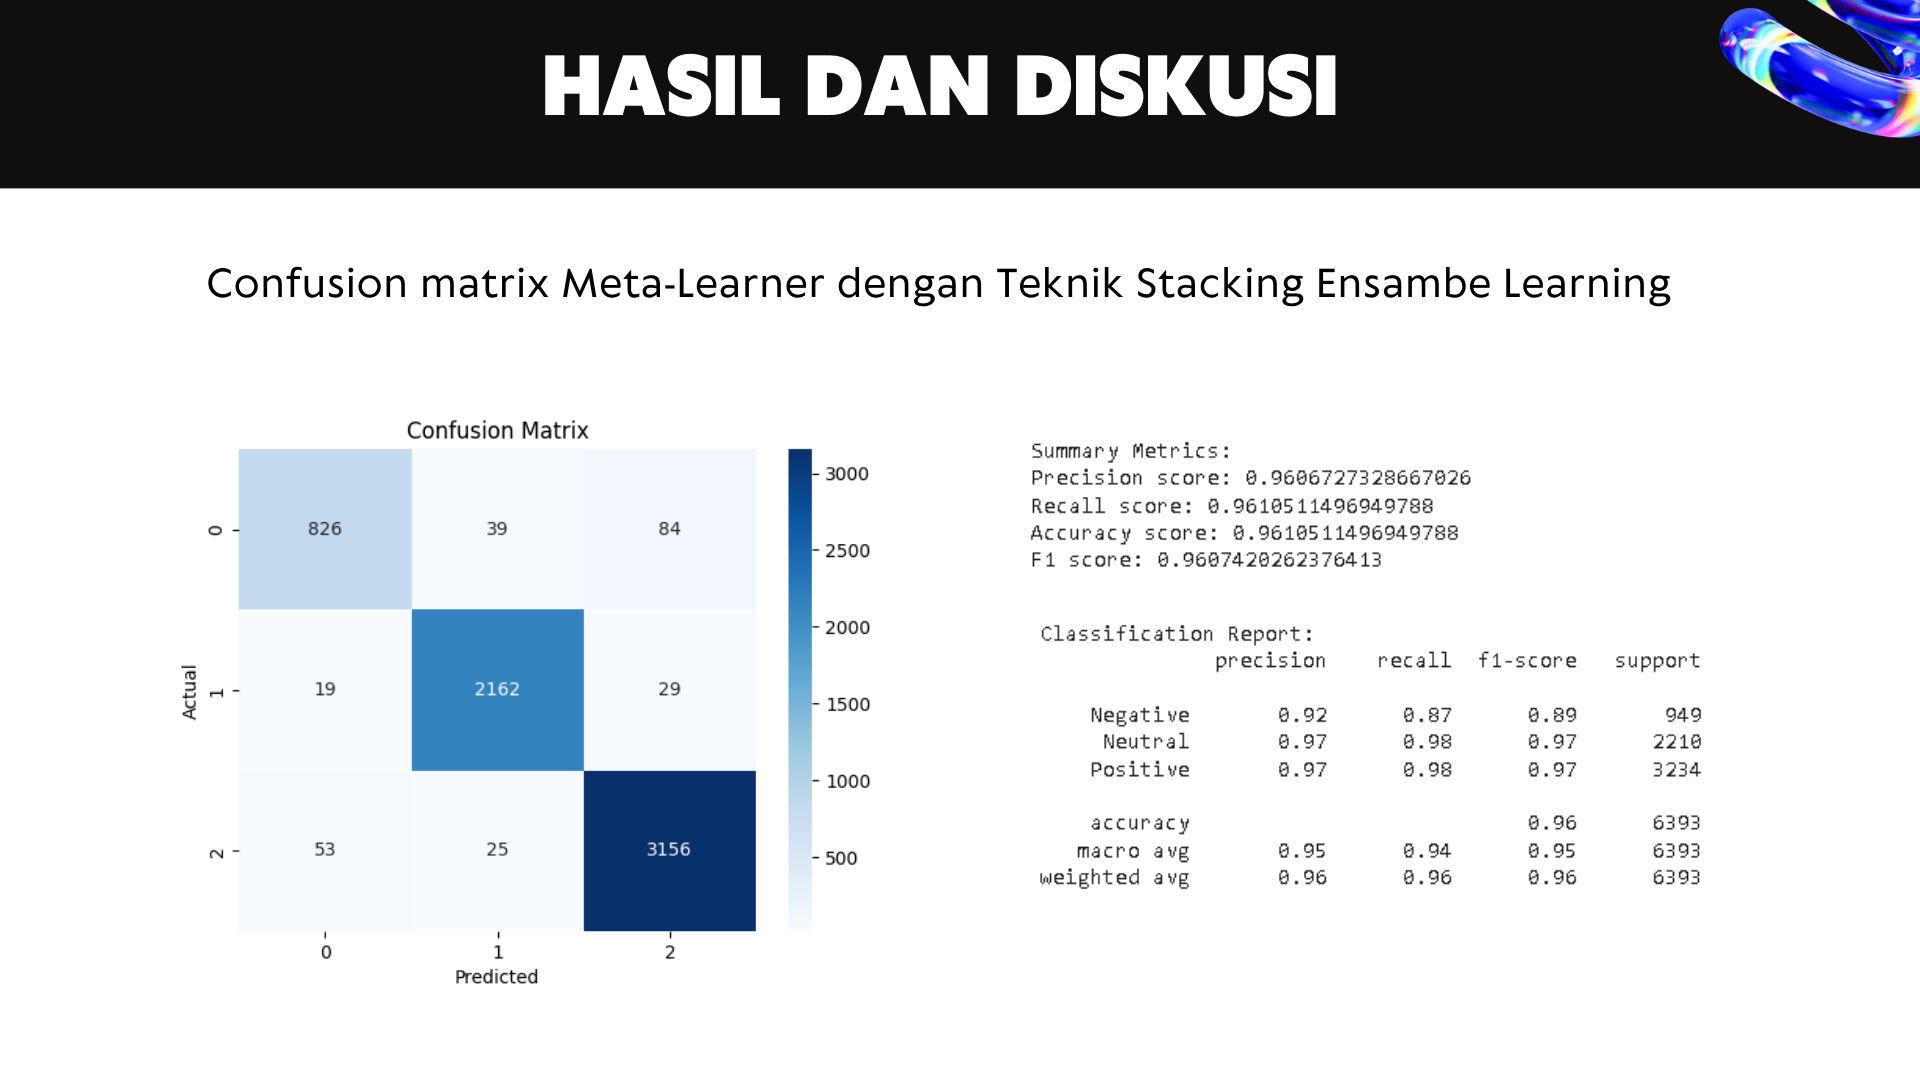 HASIL DAN DISKUSI
Confusion matrix Meta-Learner dengan Teknik Stacking Ensambe Learning
Confusion Matrix
826 39 84
19 2162 29
53 25 3156
0
1
2
Actual
0 1 2
Predicted
3000
2500
2000
1500
1000
500
Summary Metrics:
Precision score: 0.9606727328667026
Recall score: 0.9610511496949788
Accuracy score: 0.9610511496949788
F1 score: 0.9607420262376413
Classification Report:
precision recall f1-score support
Negative 0.92 0.87 0.89 949
Neutral 0.97 0.98 0.97 2210
Positive 0.97 0.98 0.97 3234
accuracy 0.96 6393
macro avg 0.95 0.94 0.95 6393
weighted avg 0.96 0.96 0.96 6393